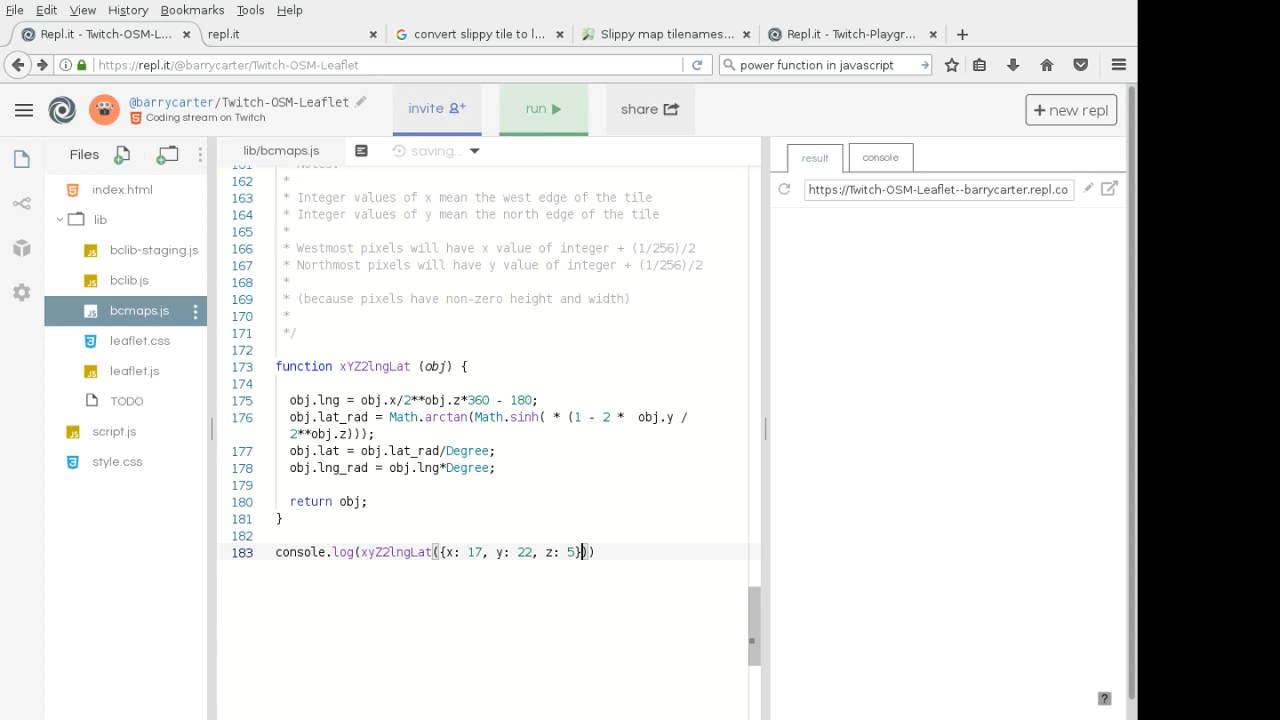 File Edit View History Bookmarks Tools Help
Repl.it - Twitch-OSM-L... × repl.it × convert slippy tile to l... × Slippy map tilenames... × Repl.it - Twitch-Playgr... ×
https://repl.it/@barrycarter/Twitch-OSM-Leaflet
power function in javascript
@barrycarter/Twitch-OSM-Leaflet
Coding stream on Twitch
invite
run
share
+ new repl
Files
index.html
lib
bclib-staging.js
bclib.js
bcmaps.js
leaflet.css
leaflet.js
TODO
script.js
style.css
lib/bcmaps.js
saving...
161 * Notes:
162 *
163 * Integer values of x mean the west edge of the tile
164 * Integer values of y mean the north edge of the tile
165 *
166 * Westmost pixels will have x value of integer + (1/256)/2
167 * Northmost pixels will have y value of integer + (1/256)/2
168 *
169 * (because pixels have non-zero height and width)
170 *
171 */
172
173 function xYZ2lngLat (obj) {
174
175 obj.lng = obj.x/2**obj.z*360 - 180;
176 obj.lat_rad = Math.arctan(Math.sinh( * (1 - 2 *  obj.y /
2**obj.z)));
177 obj.lat = obj.lat_rad/Degree;
178 obj.lng_rad = obj.lng*Degree;
179
180 return obj;
181 }
182
183 console.log(xyZ2lngLat({x: 17, y: 22, z: 5}))
result
console
https://Twitch-OSM-Leaflet--barrycarter.repl.co
?